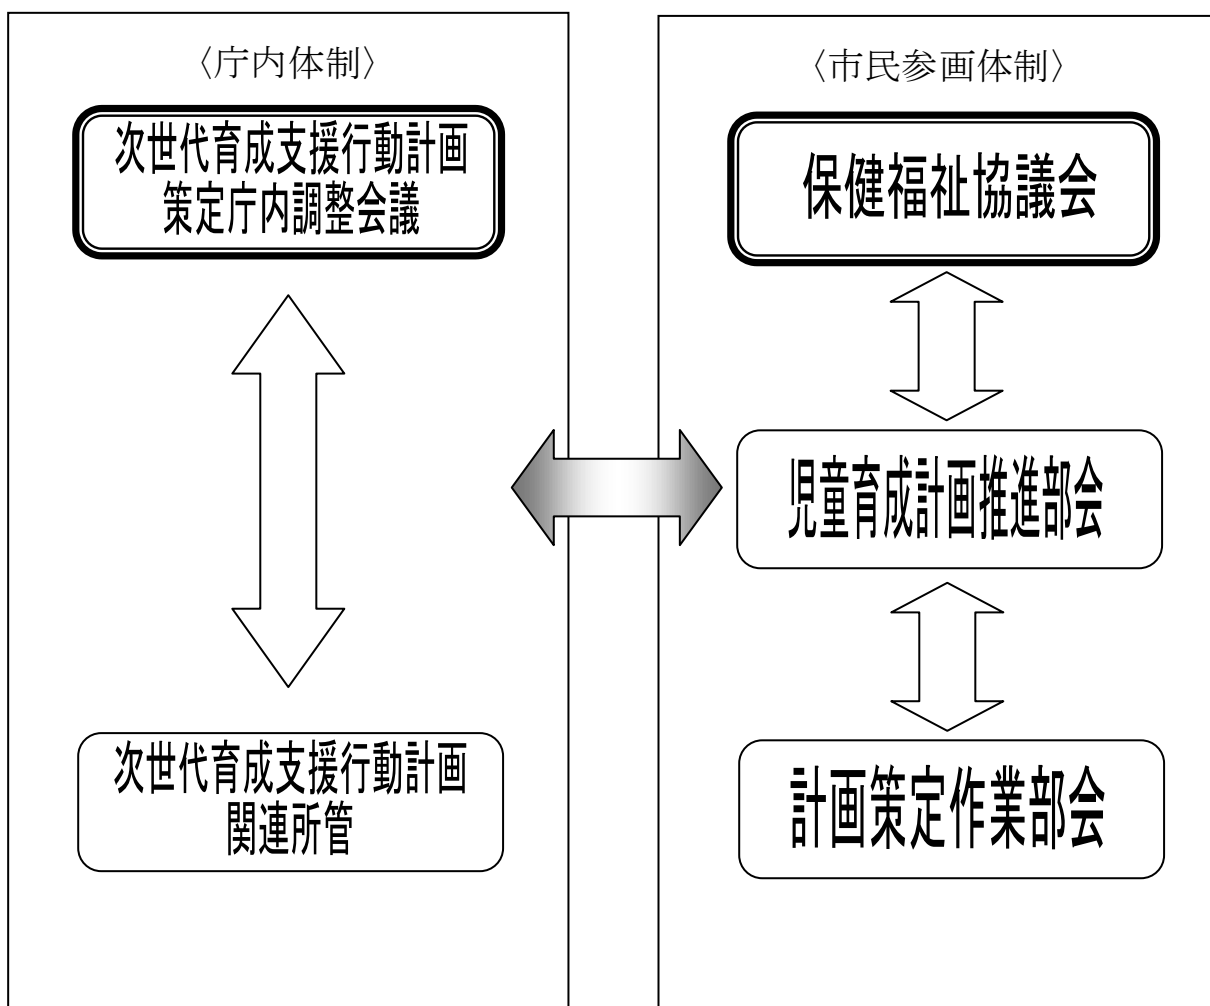 〈庁内体制〉
次世代育成支援行動計画
策定庁内調整会議
次世代育成支援行動計画
関連所管
〈市民参画体制〉
保健福祉協議会
児童育成計画推進部会
計画策定作業部会